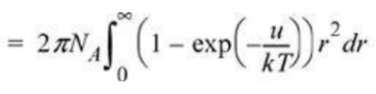 = 2πN_A ∫_0^∞ (1 - exp(-u/kT)) r^2 dr